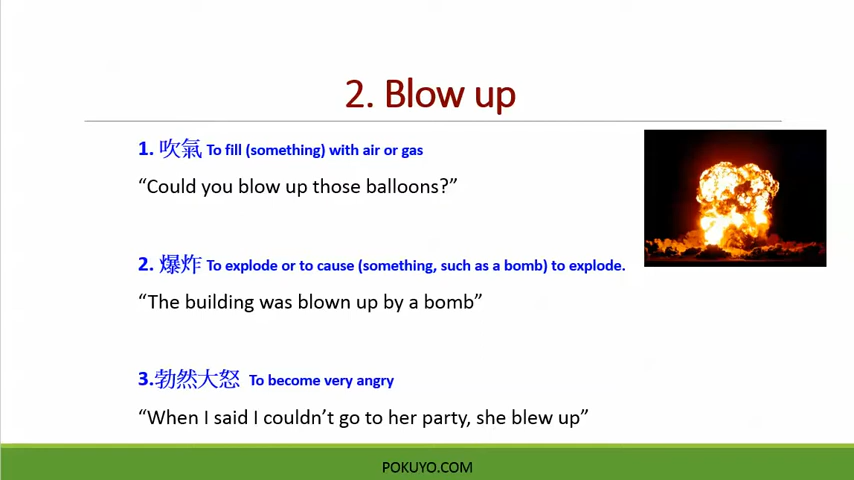 2. Blow up
1. 吹氣 To fill (something) with air or gas
“Could you blow up those balloons?”
2. 爆炸 To explode or to cause (something, such as a bomb) to explode.
“The building was blown up by a bomb”
3.勃然大怒 To become very angry
“When I said I couldn’t go to her party, she blew up”
POKUYO.COM